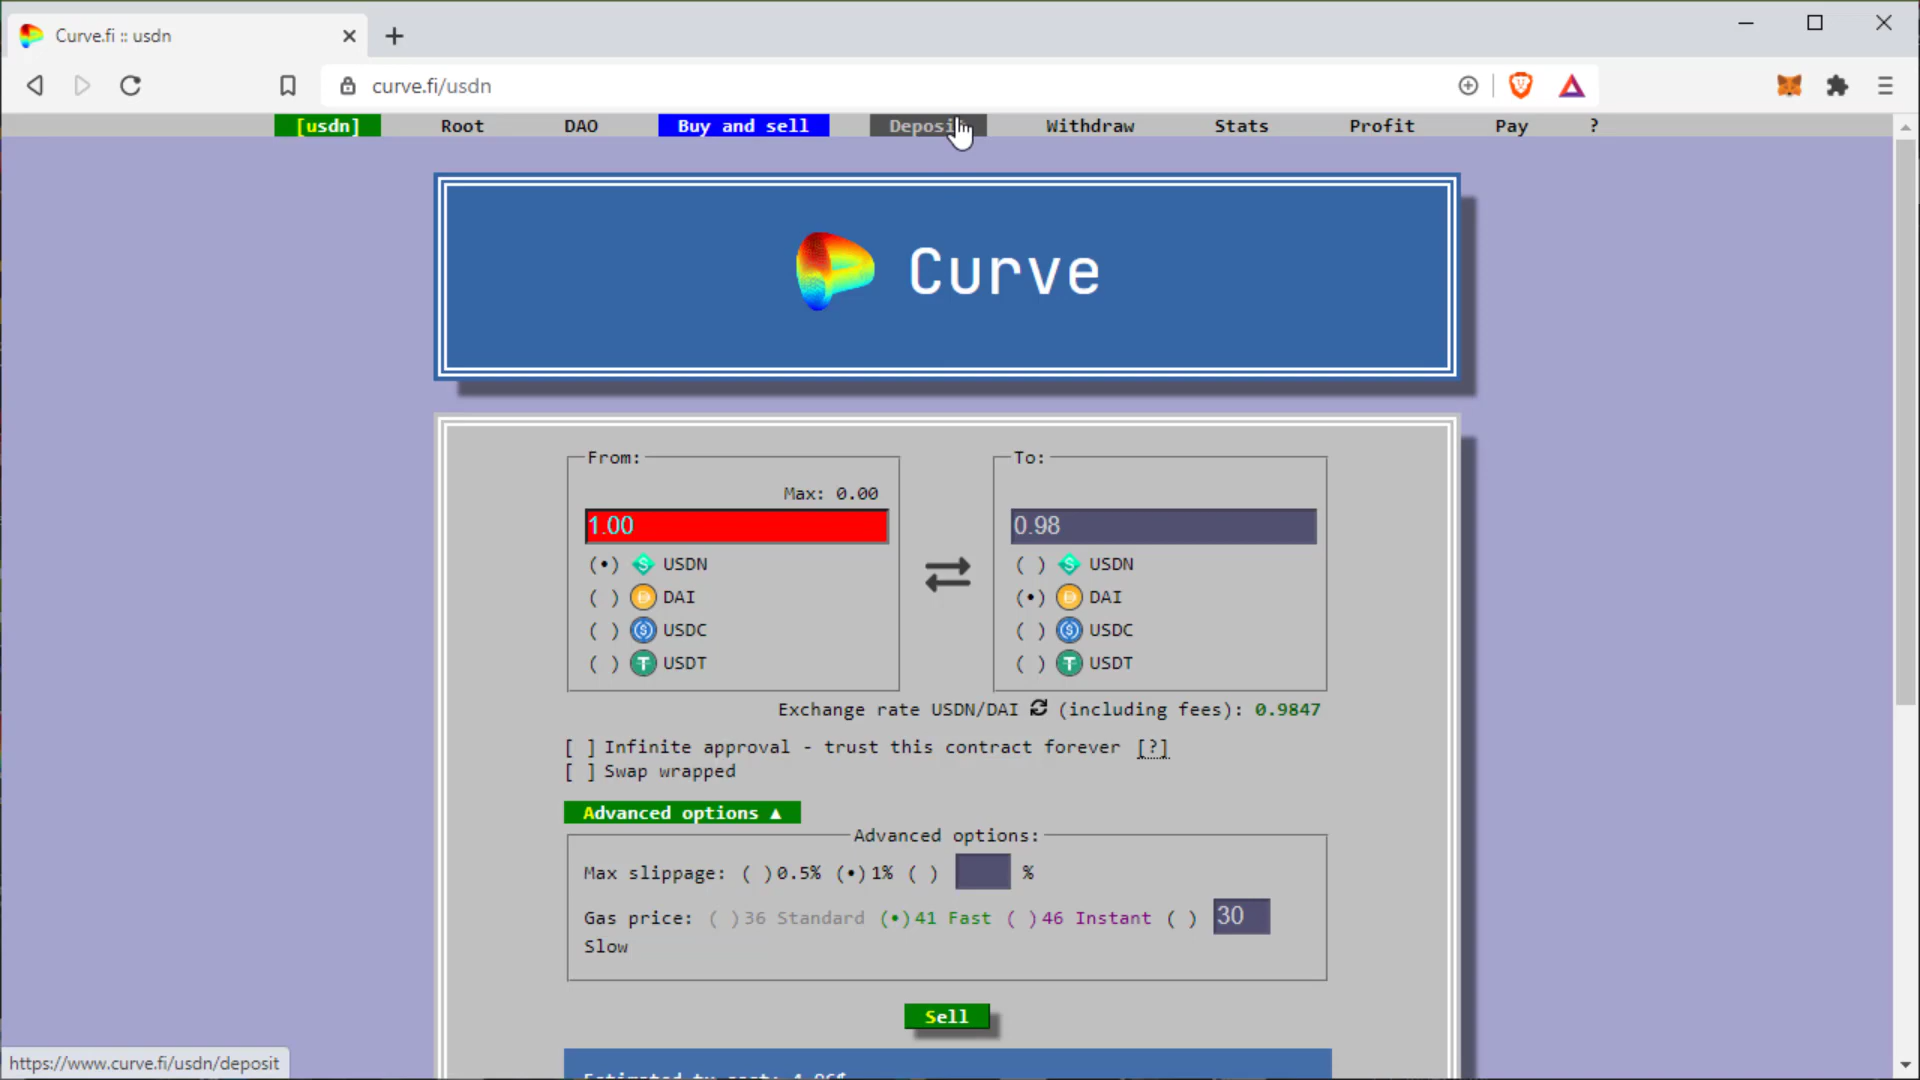 Curve.fi :: usdn
curve.fi/usdn
[usdn] Root DAO Buy and sell Deposit Withdraw Stats Profit Pay ?
Curve
From: To:
Max: 0.00
1.00 0.98
(•) USDN ( ) USDN
( ) DAI (•) DAI
( ) USDC ( ) USDC
( ) USDT ( ) USDT
Exchange rate USDN/DAI (including fees): 0.9847
[ ] Infinite approval - trust this contract forever [?]
[ ] Swap wrapped
Advanced options ▲
Advanced options:
Max slippage: ( )0.5% (•)1% ( ) %
Gas price: ( )36 Standard (•)41 Fast ( )46 Instant ( ) 30
Slow
Sell
https://www.curve.fi/usdn/deposit